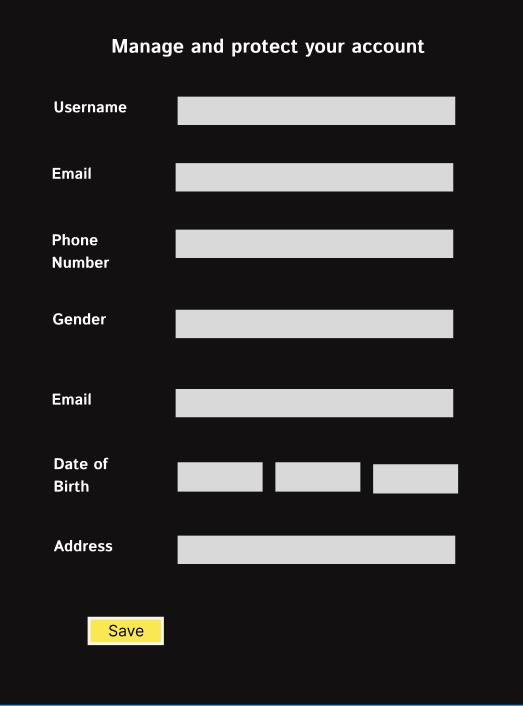 Manage and protect your account
Username
Email
Phone
Number
Gender
Email
Date of
Birth
Address
Save